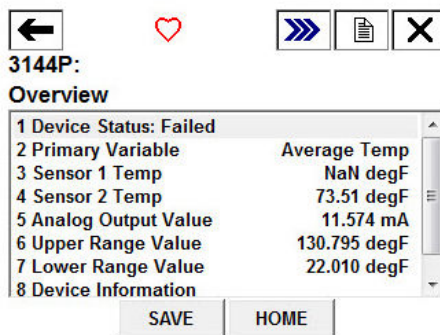 3144P:
Overview
1 Device Status: Failed
2 Primary Variable Average Temp
3 Sensor 1 Temp NaN degF
4 Sensor 2 Temp 73.51 degF
5 Analog Output Value 11.574 mA
6 Upper Range Value 130.795 degF
7 Lower Range Value 22.010 degF
8 Device Information
SAVE HOME